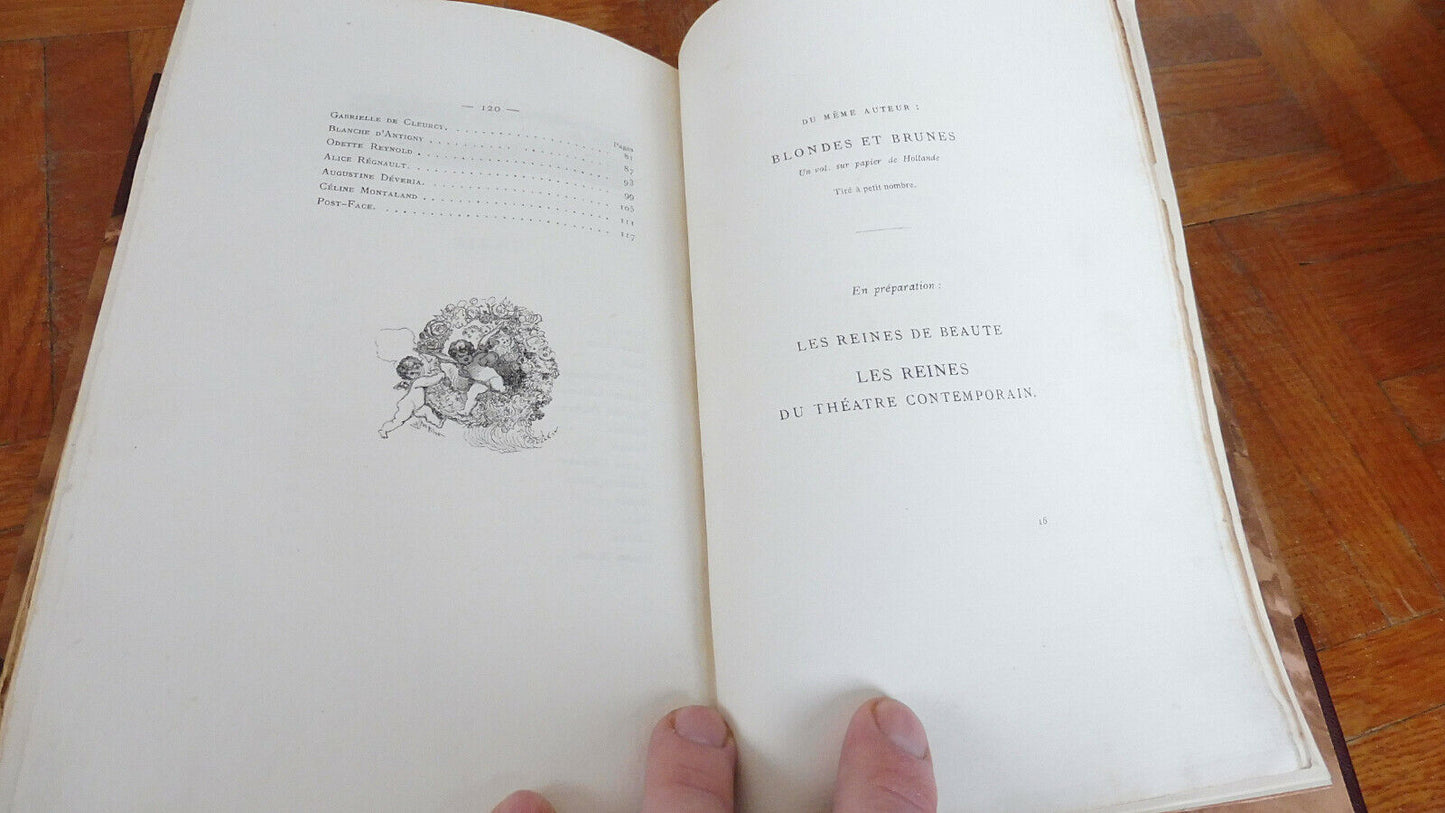 — 120 —
Pages
Gabrielle de Cleurcy. 81
Blanche d'Antigny 87
Odette Reynold 93
Alice Régnault. 99
Augustine Déveria. 105
Céline Montaland 111
Post-Face. 117
DU MÊME AUTEUR :
BLONDES ET BRUNES
Un vol. sur papier de Hollande
Tiré à petit nombre.
En préparation :
LES REINES DE BEAUTE
LES REINES
DU THÉATRE CONTEMPORAIN.
16